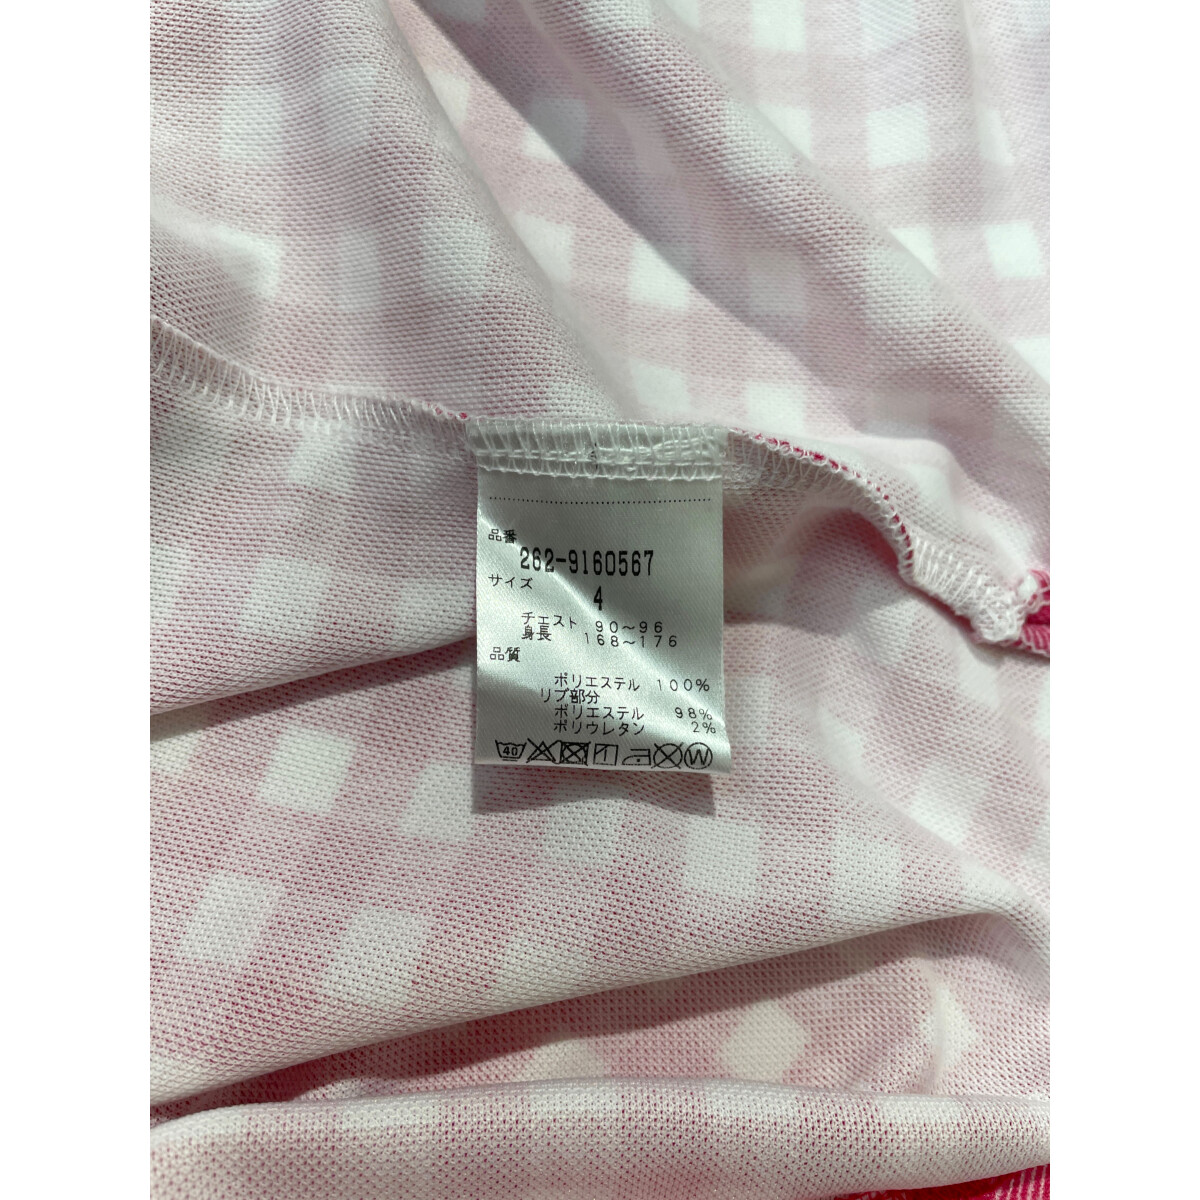 品番
262-9160567
サイズ
4
チェスト 90～96
身長 168～176
品質
ポリエステル 100%
リブ部分
ポリエステル 98%
ポリウレタン 2%
40 W